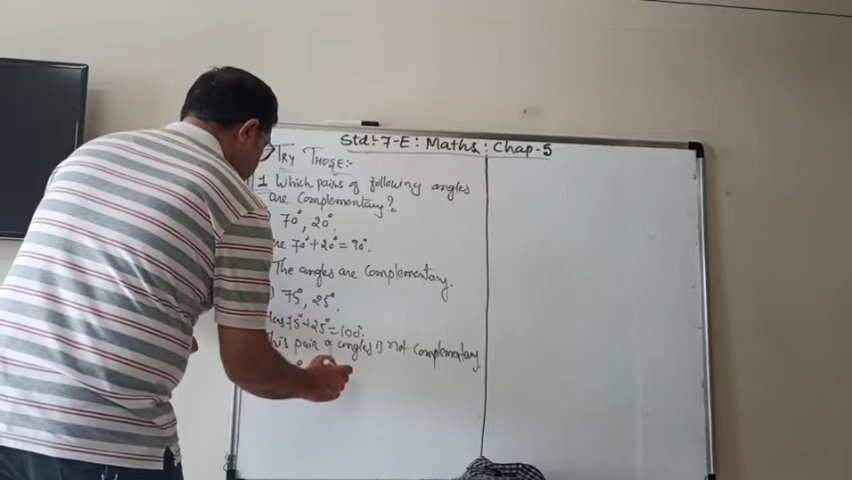 Std:-7-E: Maths: Chap-5
TRY THOSE:-
1 Which pairs of following angles
are complementary?
70°, 20°
70°+20°=90°.
The angles are complementary.
75°, 25°
75°+25°=100°.
this pair of angles is not complementary